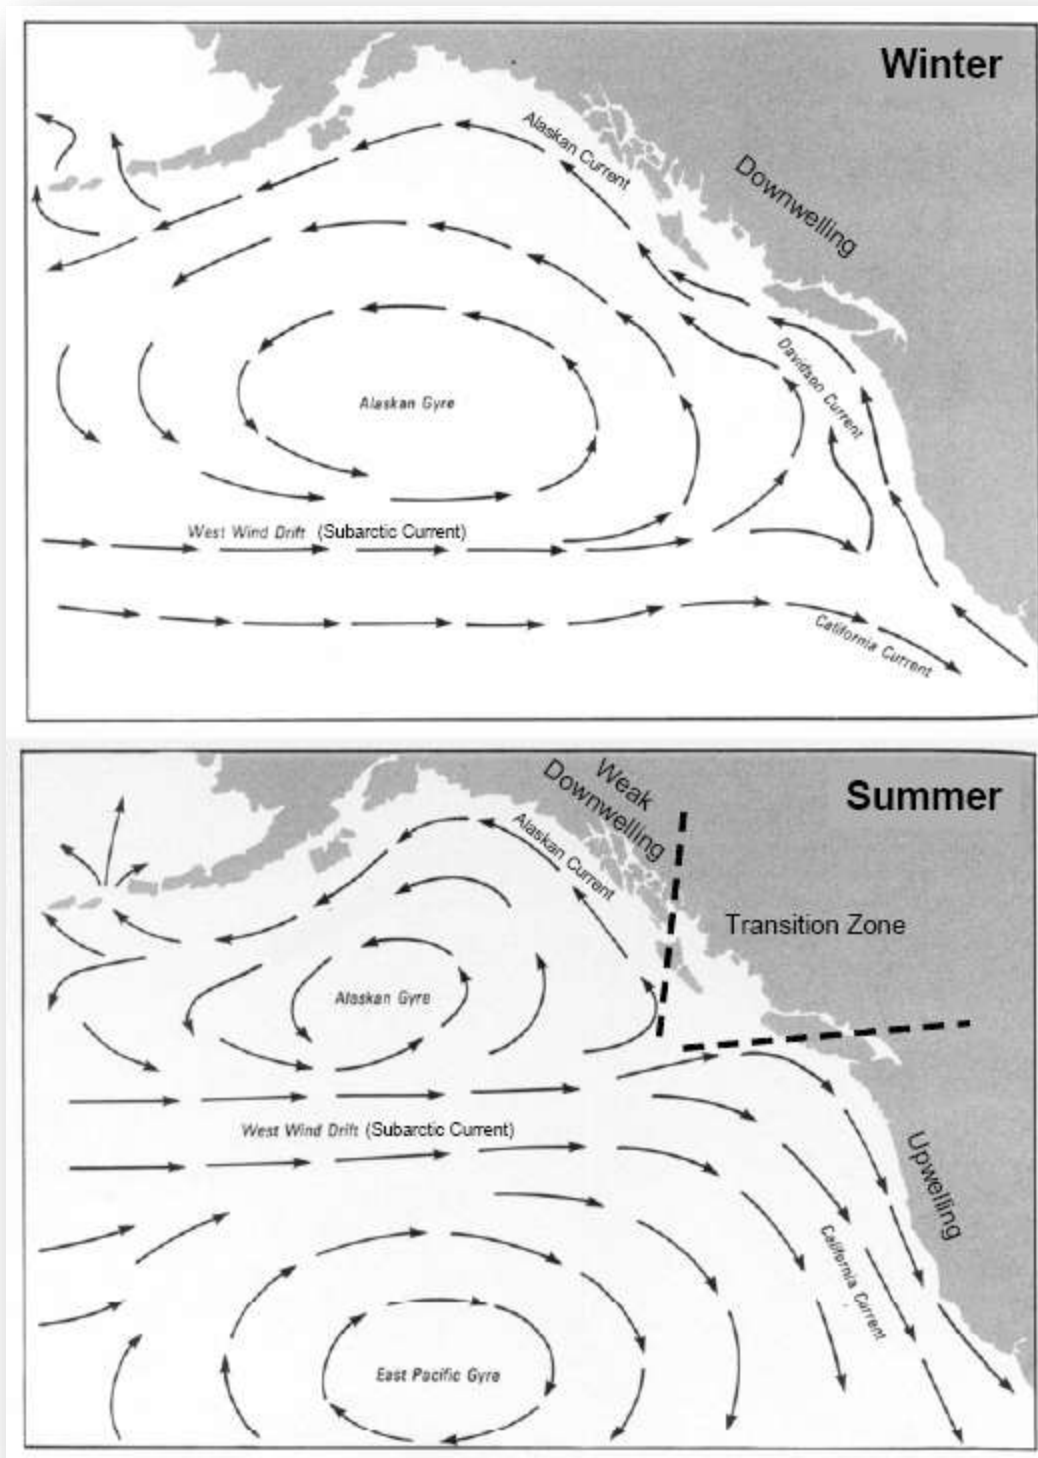 Winter
Alaskan Current
Downwelling
Davidson Current
Alaskan Gyre
West Wind Drift (Subarctic Current)
California Current
Summer
Weak
Downwelling
Alaskan Current
Transition Zone
Alaskan Gyre
West Wind Drift (Subarctic Current)
Upwelling
California Current
East Pacific Gyre